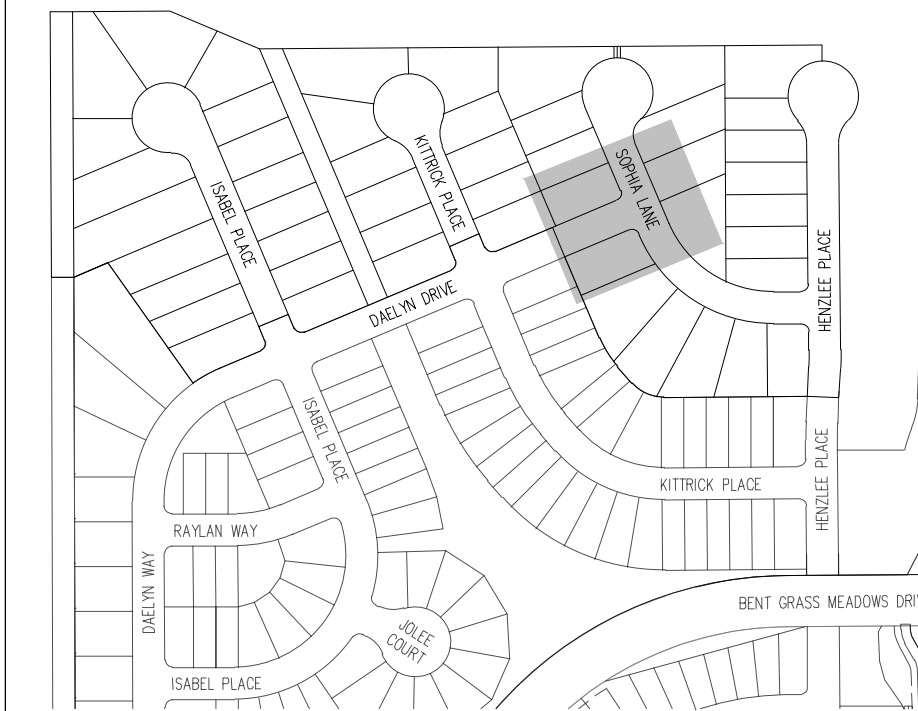 SOPHIA LANE
KITTRICK PLACE
ISABEL PLACE
HENZLEE PLACE
DAELYN DRIVE
ISABEL PLACE
HENZLEE PLACE
KITTRICK PLACE
RAYLAN WAY
DAELYN WAY
BENT GRASS MEADOWS DRI
JOLEE
COURT
ISABEL PLACE